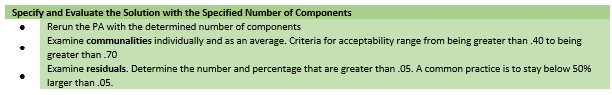 Specify and Evaluate the Solution with the Specified Number of Components
• Rerun the PA with the determined number of components
• Examine communalities individually and as an average. Criteria for acceptability range from being greater than .40 to being
greater than .70
• Examine residuals. Determine the number and percentage that are greater than .05. A common practice is to stay below 50%
larger than .05.